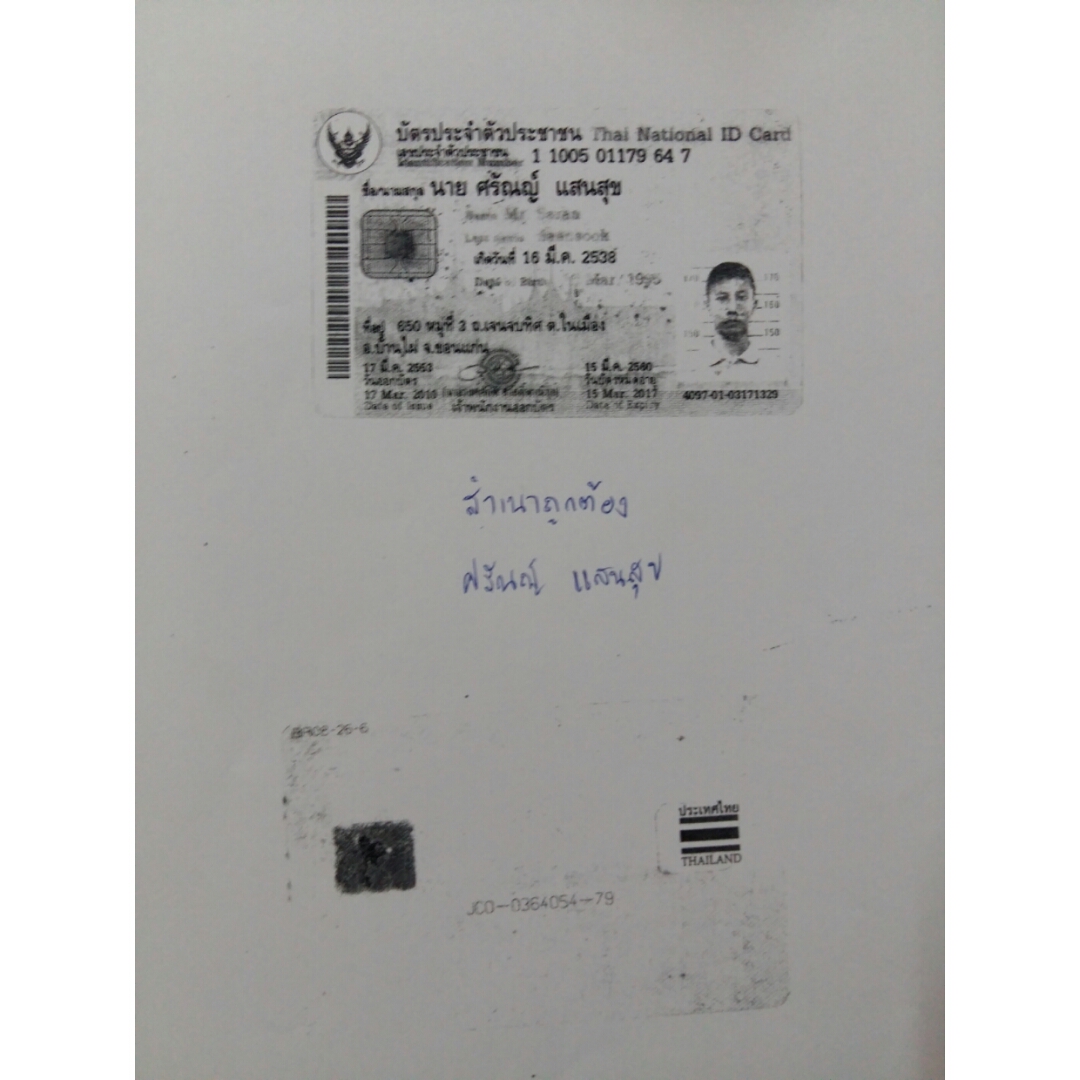 บัตรประจำตัวประชาชน Thai National ID Card
เลขประจำตัวประชาชน 1 1005 01179 64 7
Identification Number
ชื่อตัวและชื่อสกุล นาย ศรัณญ์ แสนสุข
Name Mr. Saran
Last name Saensook
เกิดวันที่ 16 มี.ค. 2538
Date of Birth Mar. 1995
ที่อยู่ 650 หมู่ที่ 3 ถ.เจนจบทิศ ต.ในเมือง
อ.บ้านไผ่ จ.ขอนแก่น
17 มี.ค. 2553
วันออกบัตร
17 Mar. 2010
Date of Issue
เจ้าพนักงานออกบัตร
15 มี.ค. 2560
วันบัตรหมดอายุ
15 Mar. 2017
Date of Expiry
170
160
150 150
4097-01-03171329
สำเนาถูกต้อง
ศรัณญ์ แสนสุข
ประเทศไทย
THAILAND
JC0-0364054-79